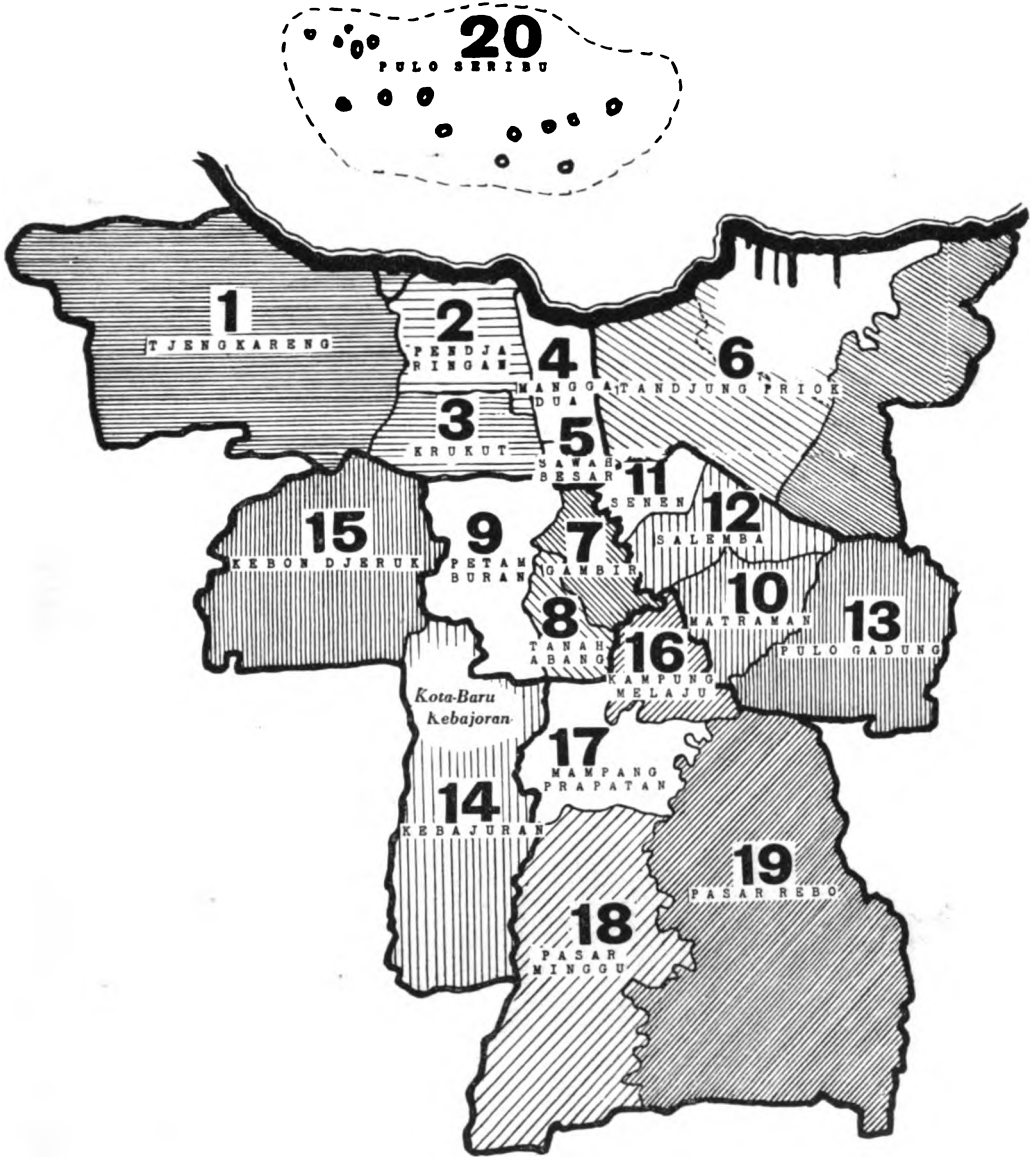 20
PULO SERIBU
1
TJENGKARENG
2
PENDJA
RINGAN
3
KRUKUT
4
MANGGA
DUA
5
SAWAH
BESAR
6
TANDJUNG PRIOK
7
GAMBIR
8
TANAH
ABANG
9
PETAM
BURAN
10
MATRAMAN
11
SENEN
12
SALEMBA
13
PULO GADUNG
14
KEBAJURAN
Kota-Baru
Kebajoran
15
KEBON DJERUK
16
KAMPUNG
MELAJU
17
MAMPANG
PRAPATAN
18
PASAR
MINGGU
19
PASAR REBO